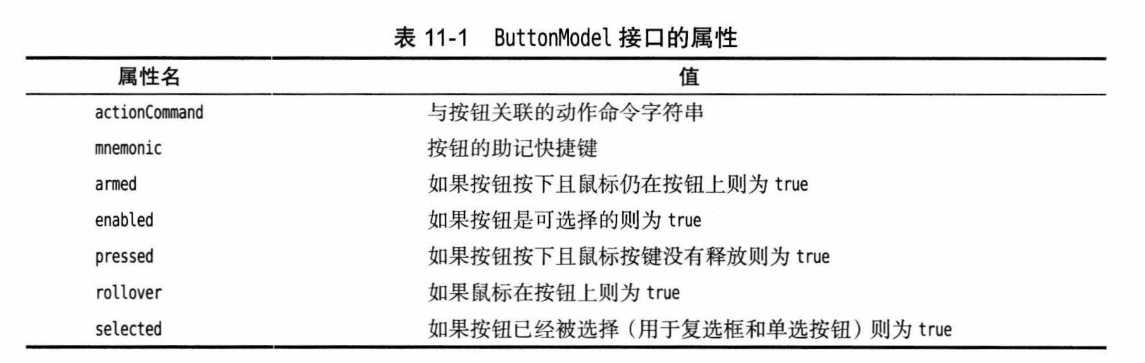 表 11-1 ButtonModel 接口的属性
属性名 值
actionCommand 与按钮关联的动作命令字符串
mnemonic 按钮的助记快捷键
armed 如果按钮按下且鼠标仍在按钮上则为 true
enabled 如果按钮是可选择的则为 true
pressed 如果按钮按下且鼠标按键没有释放则为 true
rollover 如果鼠标在按钮上则为 true
selected 如果按钮已经被选择（用于复选框和单选按钮）则为 true